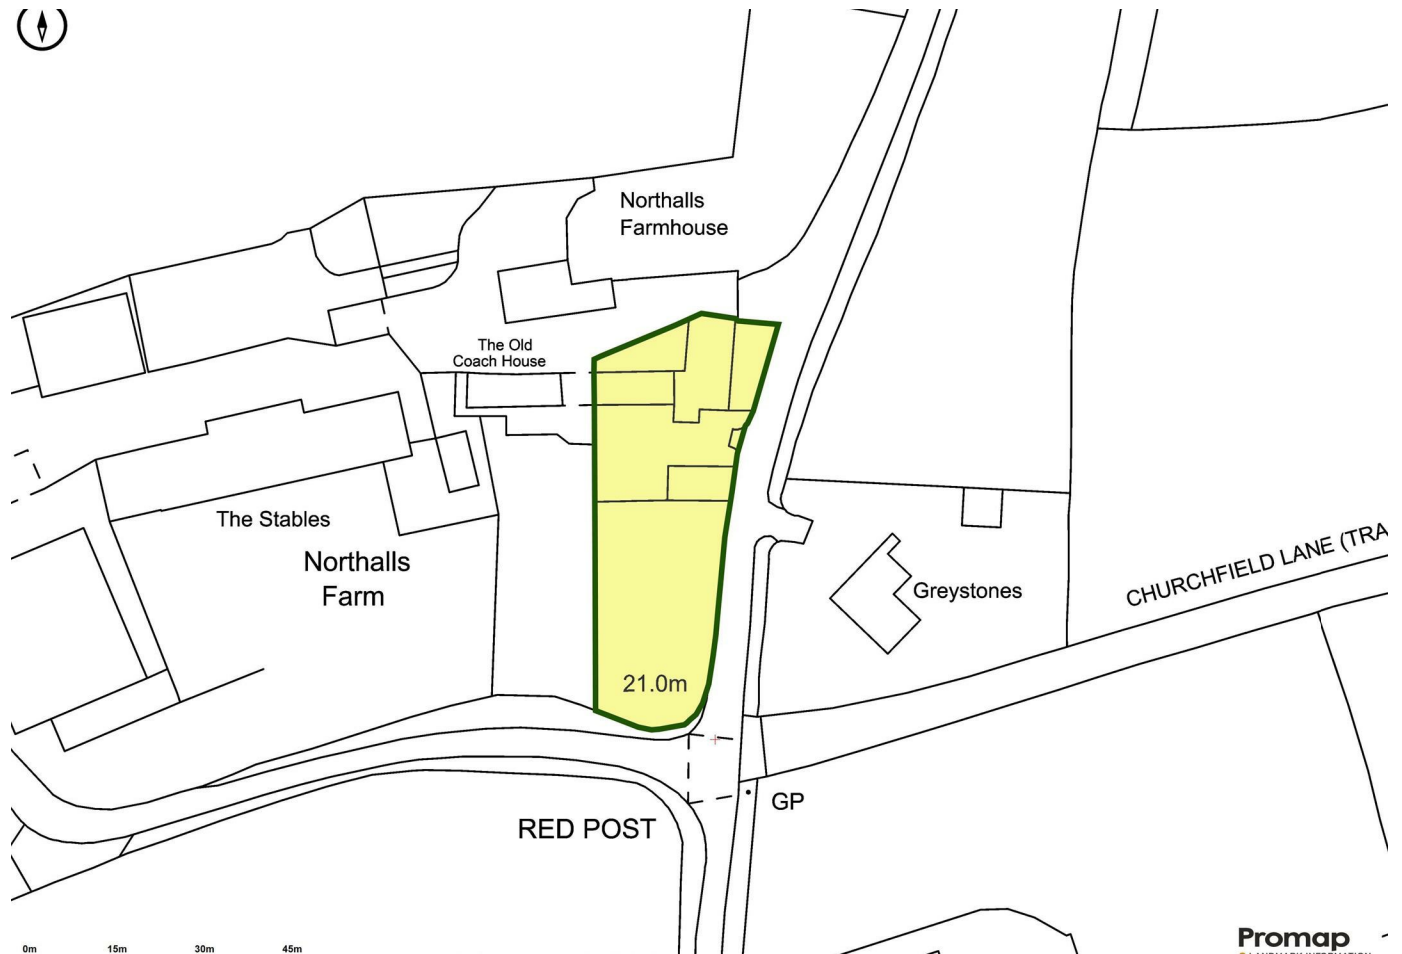 Northalls
Farmhouse
The Old
Coach House
The Stables
Northalls
Farm
Greystones
CHURCHFIELD LANE (TRA
21.0m
GP
RED POST
0m 15m 30m 45m
Promap